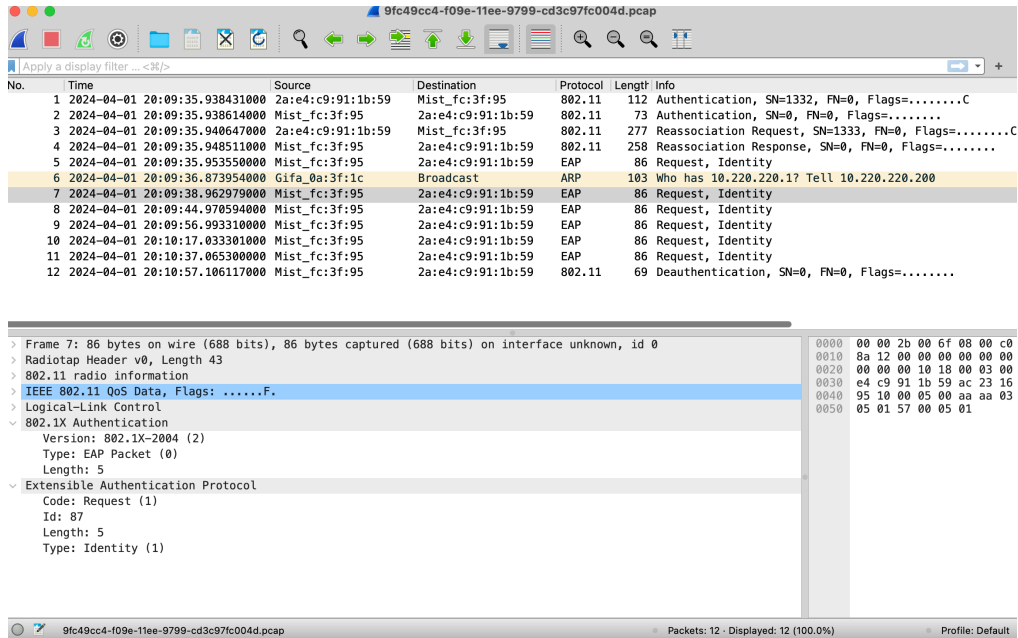 9fc49cc4-f09e-11ee-9799-cd3c97fc004d.pcap
Apply a display filter ... <⌘/>
No. Time Source Destination Protocol Length Info
1 2024-04-01 20:09:35.938431000 2a:e4:c9:91:1b:59 Mist_fc:3f:95 802.11 112 Authentication, SN=1332, FN=0, Flags=........C
2 2024-04-01 20:09:35.938614000 Mist_fc:3f:95 2a:e4:c9:91:1b:59 802.11 73 Authentication, SN=0, FN=0, Flags=........
3 2024-04-01 20:09:35.940647000 2a:e4:c9:91:1b:59 Mist_fc:3f:95 802.11 277 Reassociation Request, SN=1333, FN=0, Flags=........C
4 2024-04-01 20:09:35.948511000 Mist_fc:3f:95 2a:e4:c9:91:1b:59 802.11 258 Reassociation Response, SN=0, FN=0, Flags=........
5 2024-04-01 20:09:35.953550000 Mist_fc:3f:95 2a:e4:c9:91:1b:59 EAP 86 Request, Identity
6 2024-04-01 20:09:36.873954000 Gifa_0a:3f:1c Broadcast ARP 103 Who has 10.220.220.1? Tell 10.220.220.200
7 2024-04-01 20:09:38.962979000 Mist_fc:3f:95 2a:e4:c9:91:1b:59 EAP 86 Request, Identity
8 2024-04-01 20:09:44.970594000 Mist_fc:3f:95 2a:e4:c9:91:1b:59 EAP 86 Request, Identity
9 2024-04-01 20:09:56.993310000 Mist_fc:3f:95 2a:e4:c9:91:1b:59 EAP 86 Request, Identity
10 2024-04-01 20:10:17.033301000 Mist_fc:3f:95 2a:e4:c9:91:1b:59 EAP 86 Request, Identity
11 2024-04-01 20:10:37.065300000 Mist_fc:3f:95 2a:e4:c9:91:1b:59 EAP 86 Request, Identity
12 2024-04-01 20:10:57.106117000 Mist_fc:3f:95 2a:e4:c9:91:1b:59 802.11 69 Deauthentication, SN=0, FN=0, Flags=........
Frame 7: 86 bytes on wire (688 bits), 86 bytes captured (688 bits) on interface unknown, id 0
Radiotap Header v0, Length 43
802.11 radio information
IEEE 802.11 QoS Data, Flags: ......F.
Logical-Link Control
802.1X Authentication
Version: 802.1X-2004 (2)
Type: EAP Packet (0)
Length: 5
Extensible Authentication Protocol
Code: Request (1)
Id: 87
Length: 5
Type: Identity (1)
0000 00 00 2b 00 6f 08 00 c0
0010 8a 12 00 00 00 00 00 00
0020 00 00 00 10 18 00 03 00
0030 e4 c9 91 1b 59 ac 23 16
0040 95 10 00 05 00 aa aa 03
0050 05 01 57 00 05 01
9fc49cc4-f09e-11ee-9799-cd3c97fc004d.pcap
Packets: 12 · Displayed: 12 (100.0%)
Profile: Default